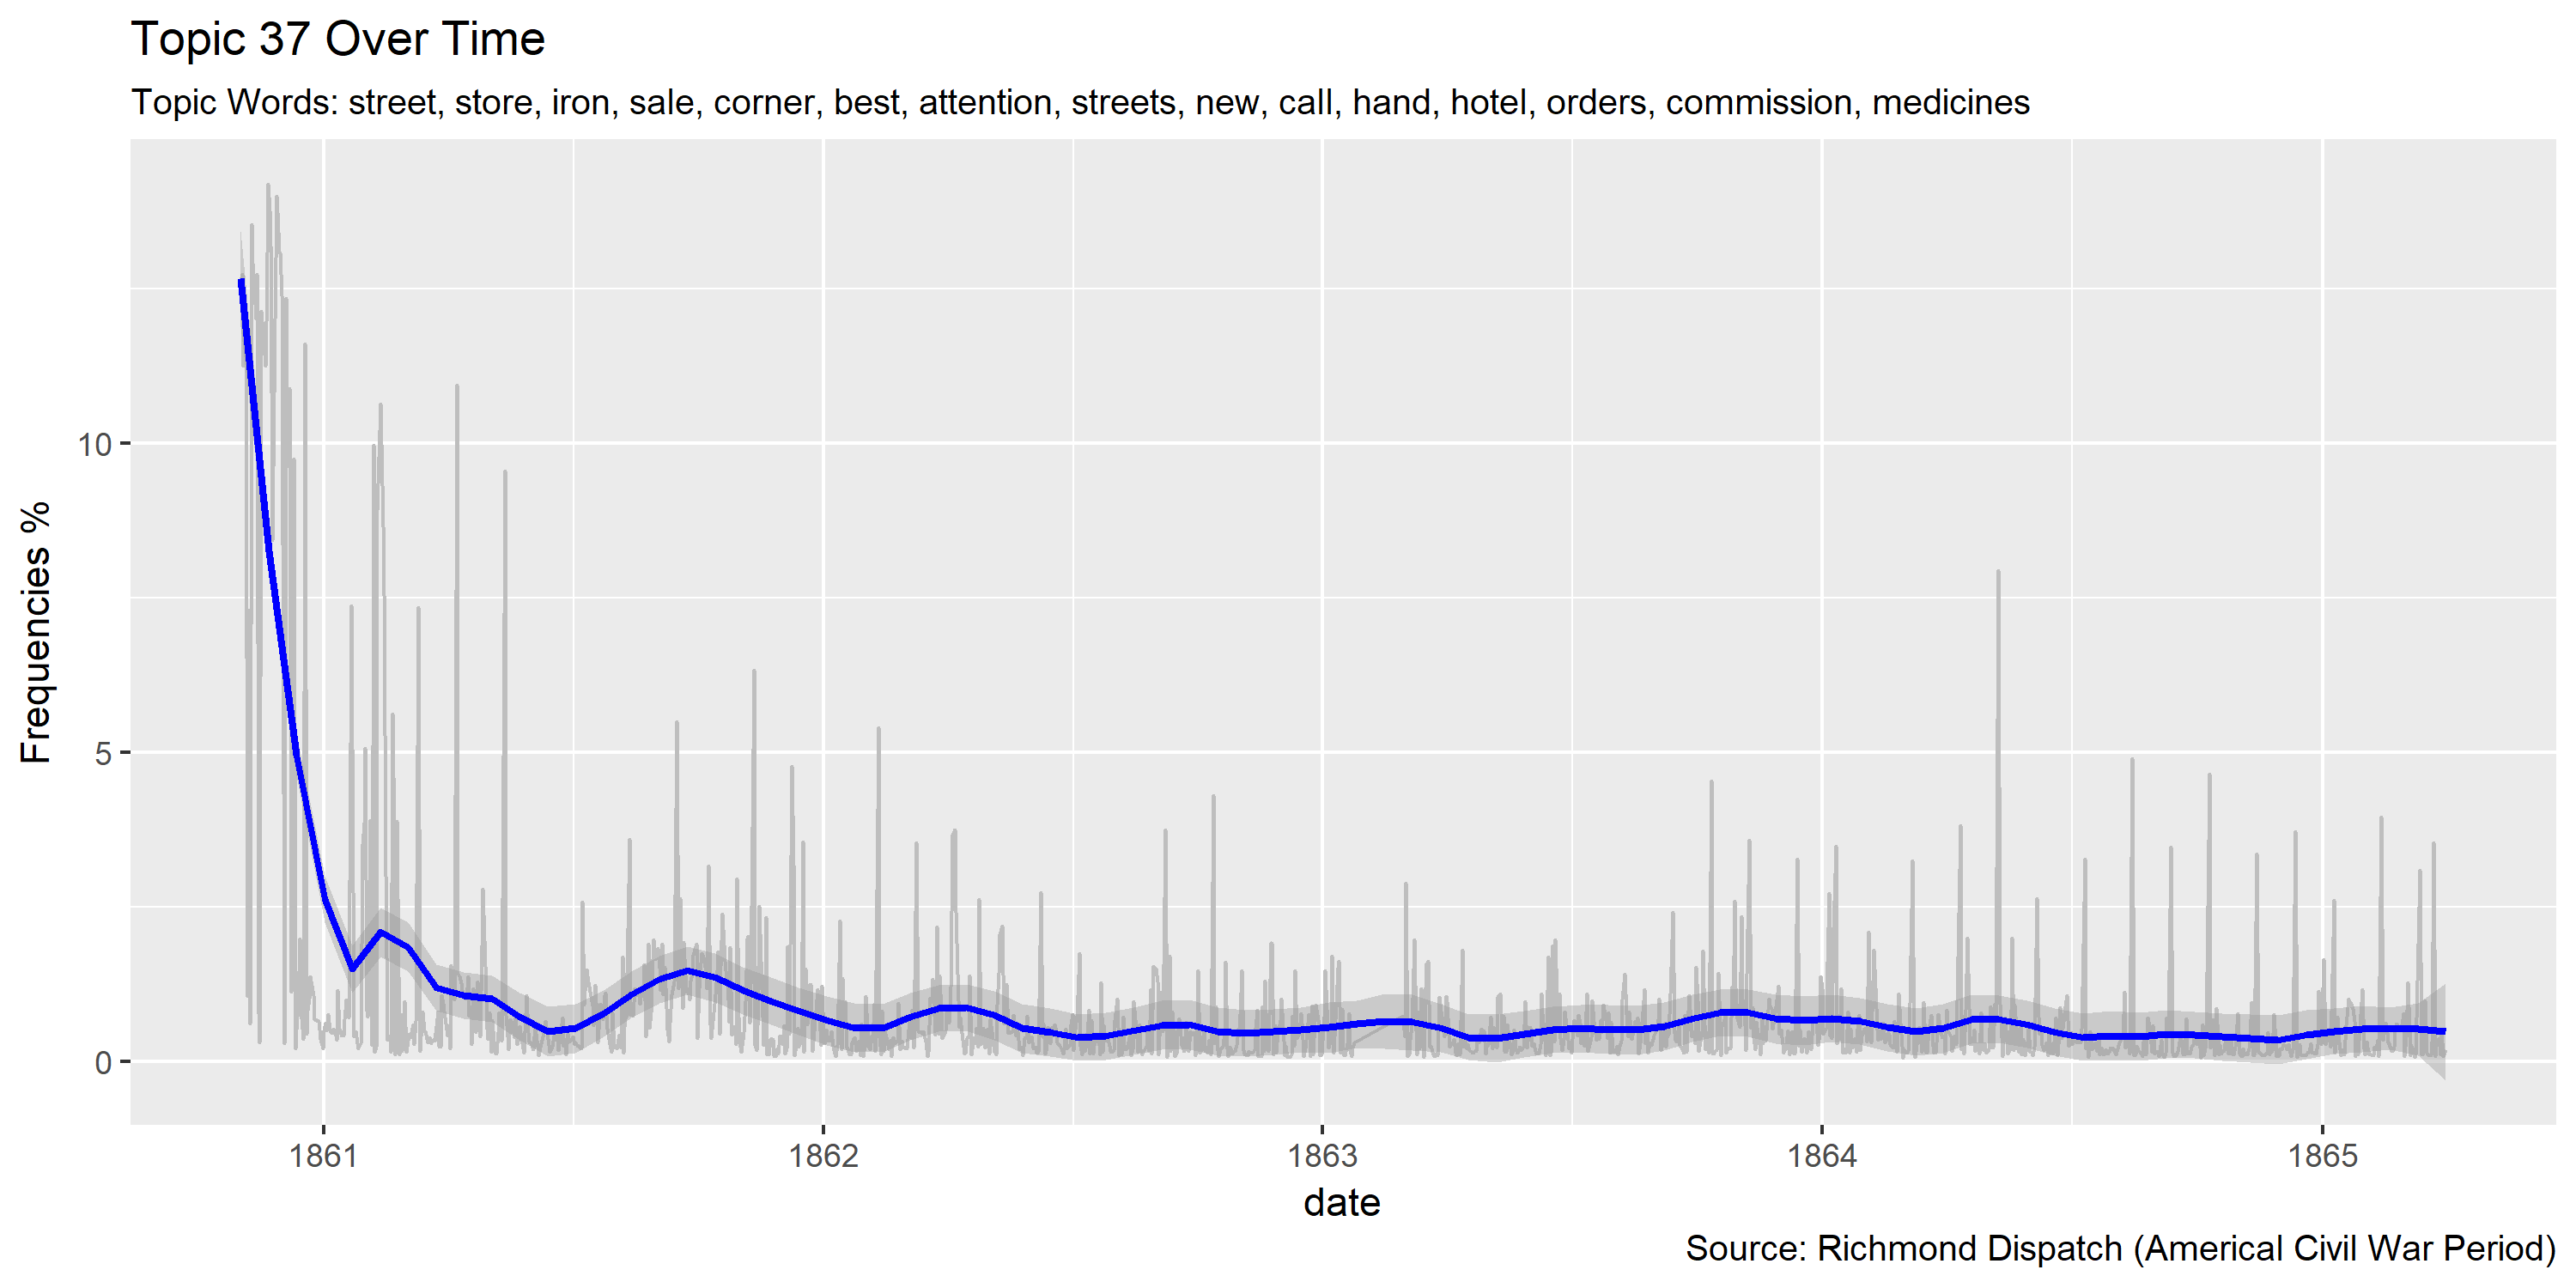 Topic 37 Over Time
Topic Words: street, store, iron, sale, corner, best, attention, streets, new, call, hand, hotel, orders, commission, medicines
Frequencies %
10
5
0
1861
1862
1863
1864
1865
date
Source: Richmond Dispatch (Americal Civil War Period)